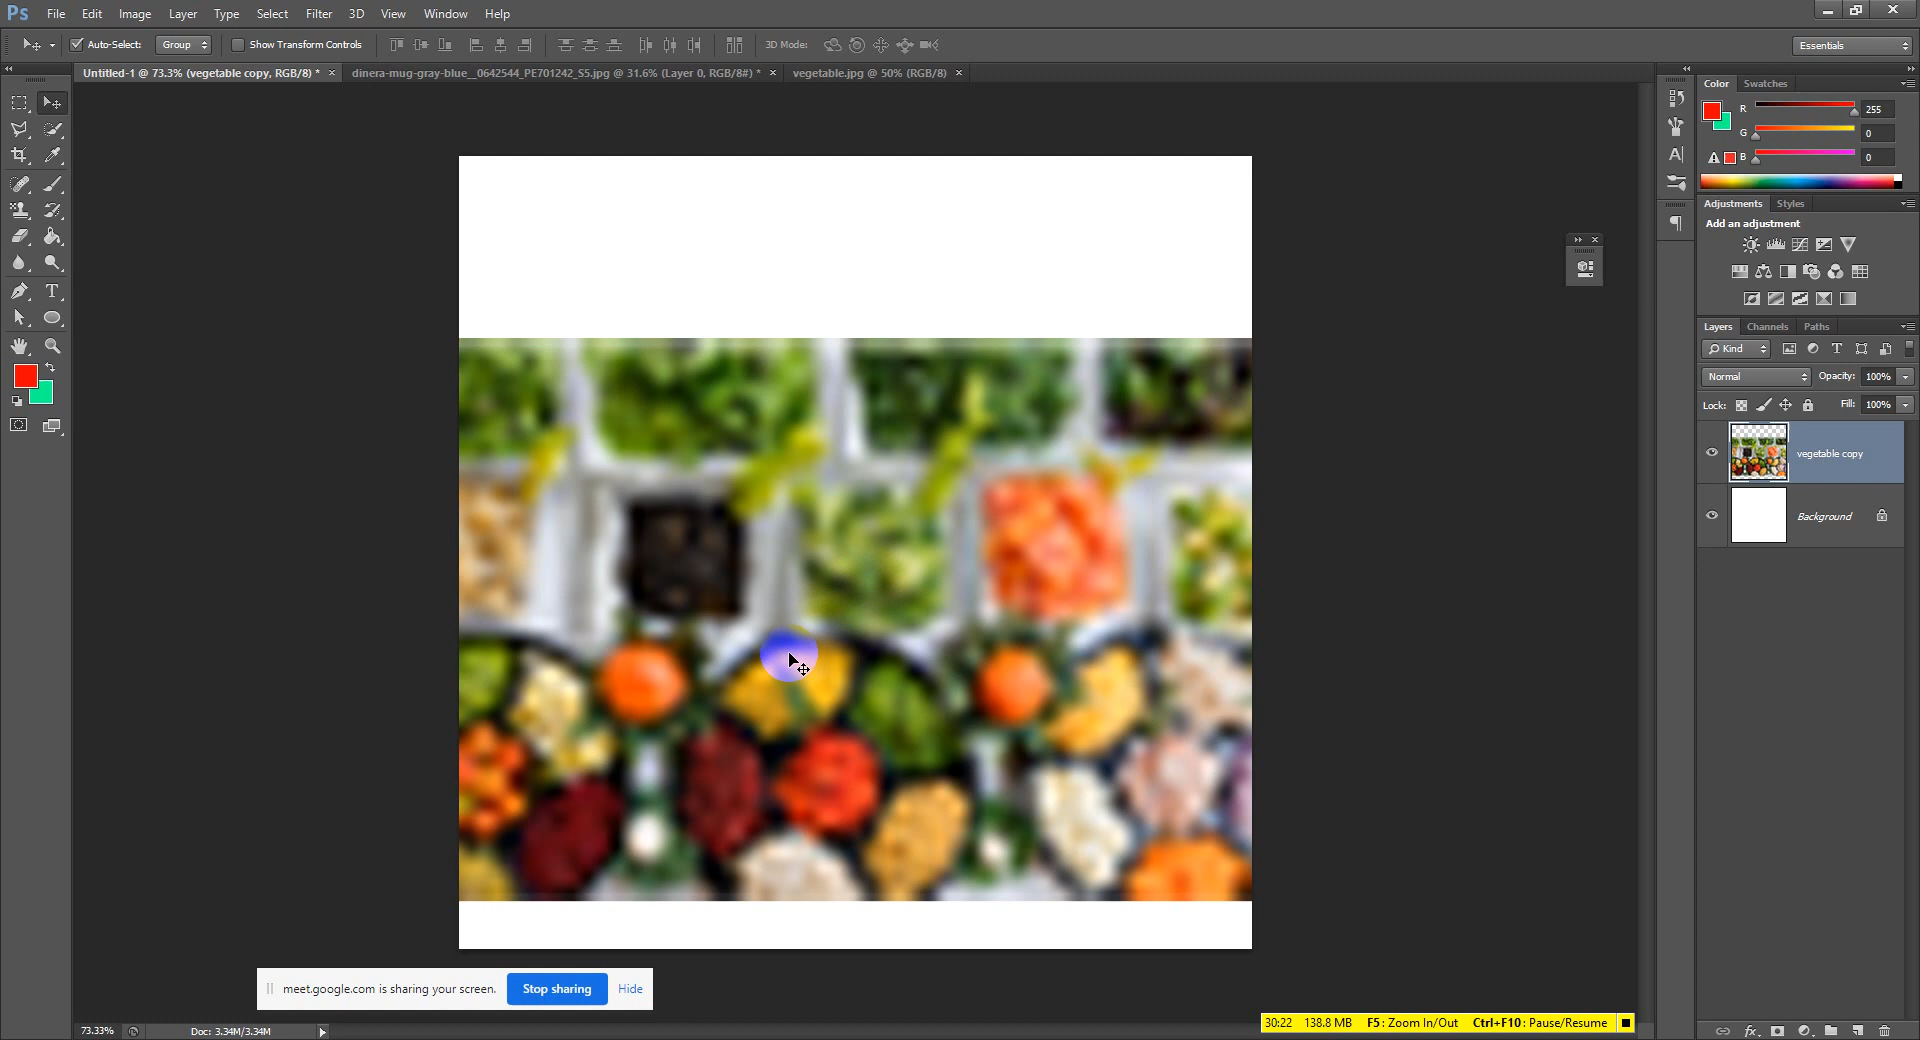 Ps File Edit Image Layer Type Select Filter 3D View Window Help
Auto-Select: Group Show Transform Controls 3D Mode: Essentials
Untitled-1 @ 73.3% (vegetable copy, RGB/8) * × dinera-mug-gray-blue__0642544_PE701242_S5.jpg @ 31.6% (Layer 0, RGB/8#) * × vegetable.jpg @ 50% (RGB/8) ×
Color Swatches
R 255
G 0
B 0
Adjustments Styles
Add an adjustment
Layers Channels Paths
Kind
Normal Opacity: 100%
Lock: Fill: 100%
vegetable copy
Background
meet.google.com is sharing your screen. Stop sharing Hide
73.33% Doc: 3.34M/3.34M
30:22 138.8 MB F5: Zoom In/Out Ctrl+F10: Pause/Resume